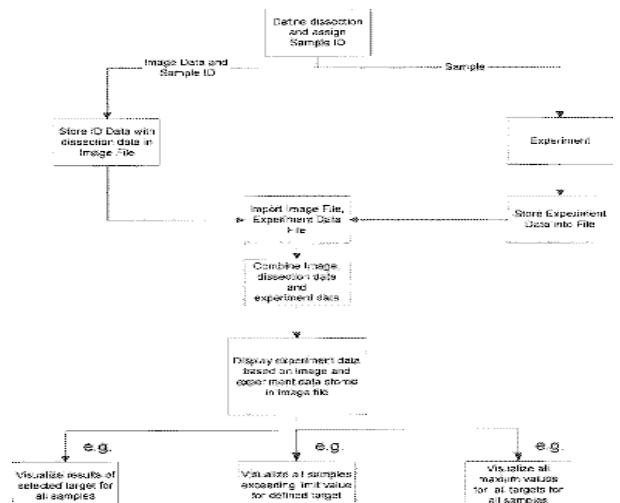 Define dissection
and assign
Sample ID
Image Data and
Sample ID
Sample
Store ID Data with
dissection data in
Image File
Experiment
Import Image File,
Experiment Data
File
Store Experiment
Data into File
Combine Image,
dissection data
and
experiment data
Display experiment data
based on image and
experiment data stored
in image file
e.g.
e.g.
e.g.
Visualize results of
selected target for
all samples
Visualize all samples
exceeding limit value
for defined target
Visualize all
maxium values
for all targets for
all samples